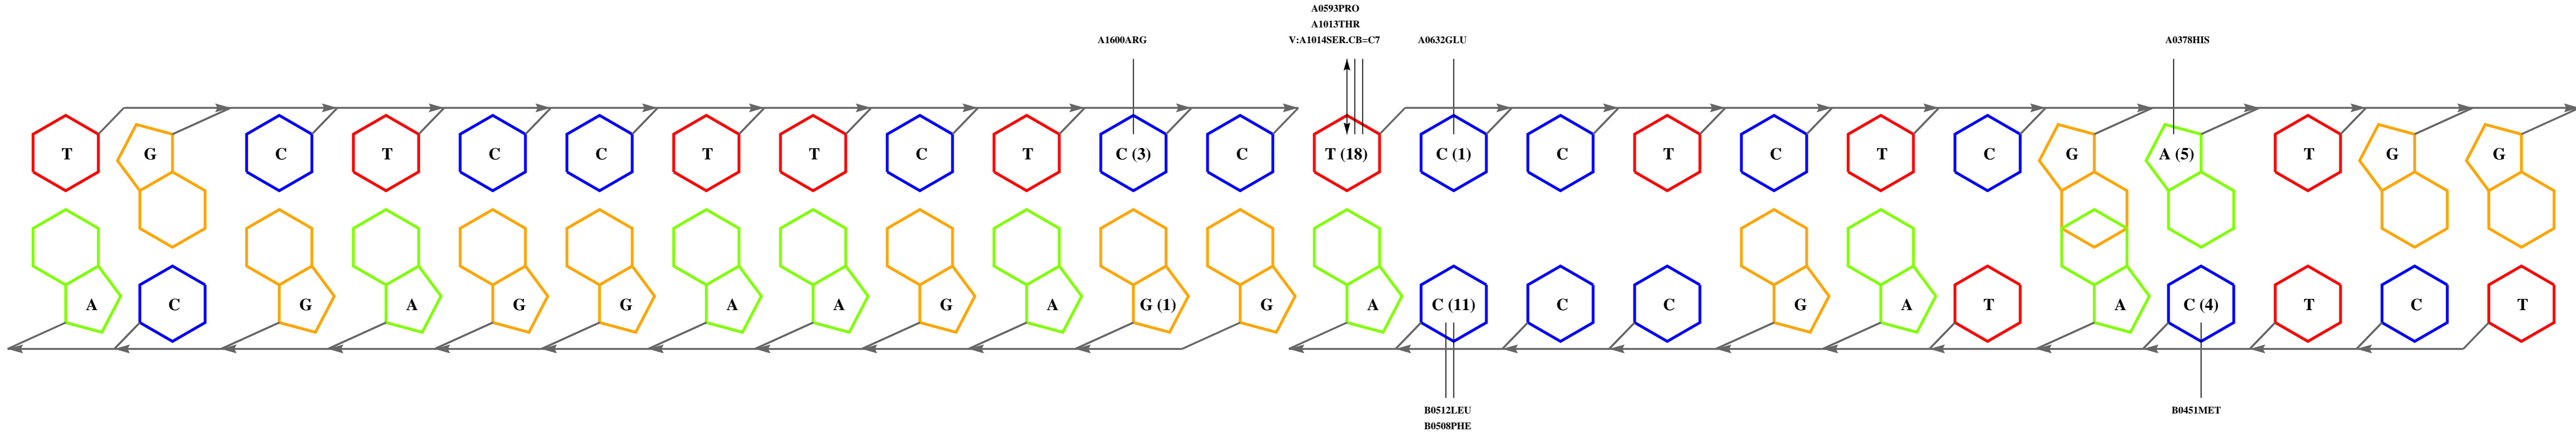 A0593PRO
A1013THR
A1600ARG V:A1014SER.CB=C7 A0632GLU A0378HIS
T G C T C C T T C T C (3) C T (18) C (1) C T C T C G A (5) T G G
A C G A G G A A G A G (1) G A C (11) C C G A T A C (4) T C T
B0512LEU B0451MET
B0508PHE